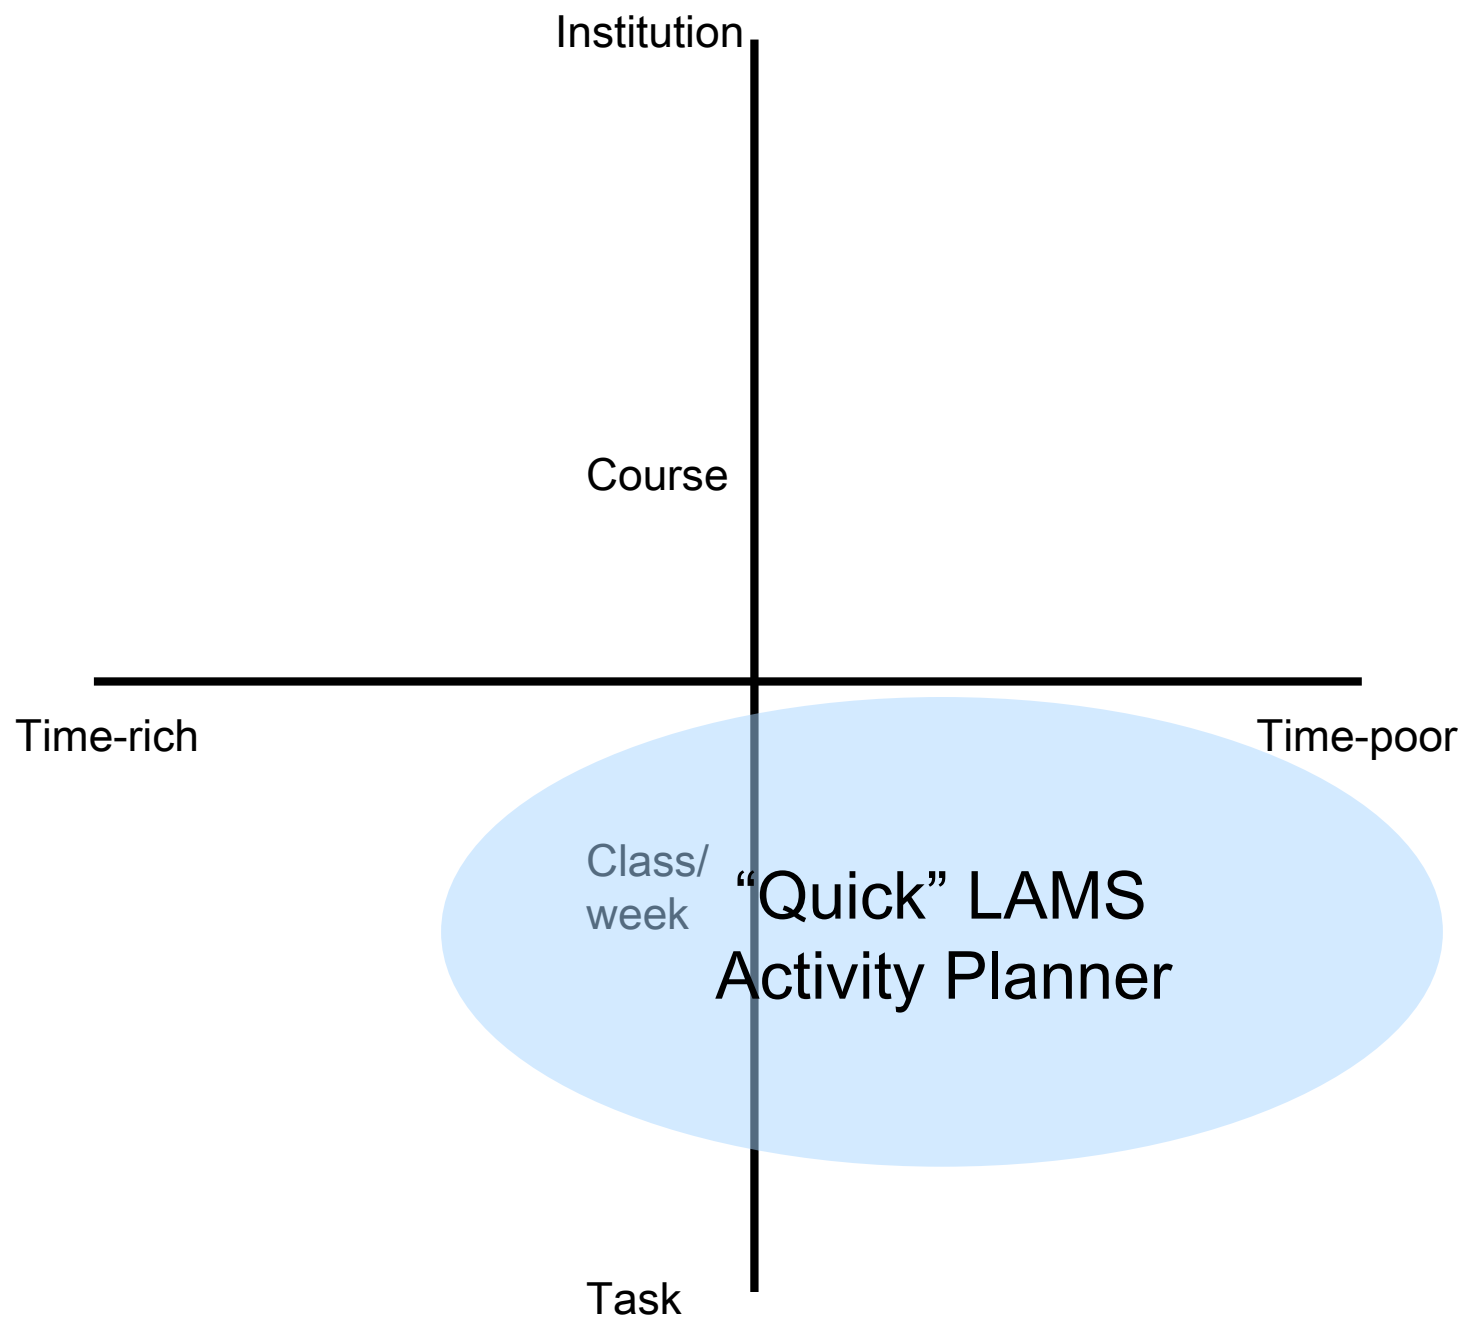 Institution
Course
Time-rich
Time-poor
Class/
week
“Quick” LAMS
Activity Planner
Task